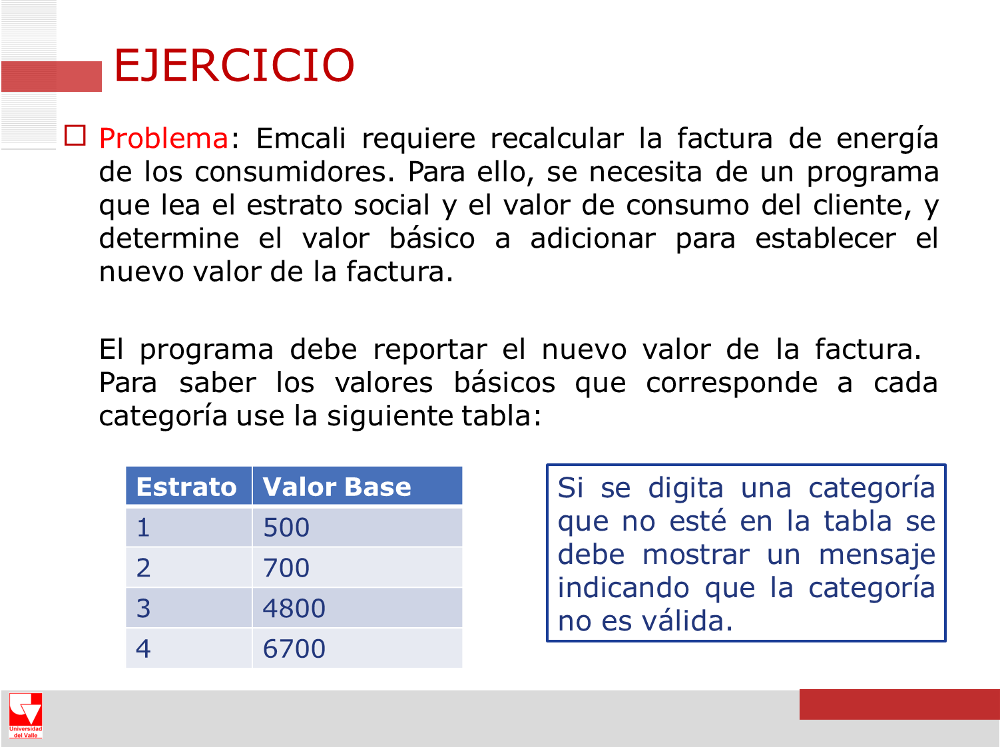 EJERCICIO
Problema: Emcali requiere recalcular la factura de energía
de los consumidores. Para ello, se necesita de un programa
que lea el estrato social y el valor de consumo del cliente, y
determine el valor básico a adicionar para establecer el
nuevo valor de la factura.
El programa debe reportar el nuevo valor de la factura.
Para saber los valores básicos que corresponde a cada
categoría use la siguiente tabla:
Estrato Valor Base
1 500
2 700
3 4800
4 6700
Si se digita una categoría
que no esté en la tabla se
debe mostrar un mensaje
indicando que la categoría
no es válida.
Universidad
del Valle